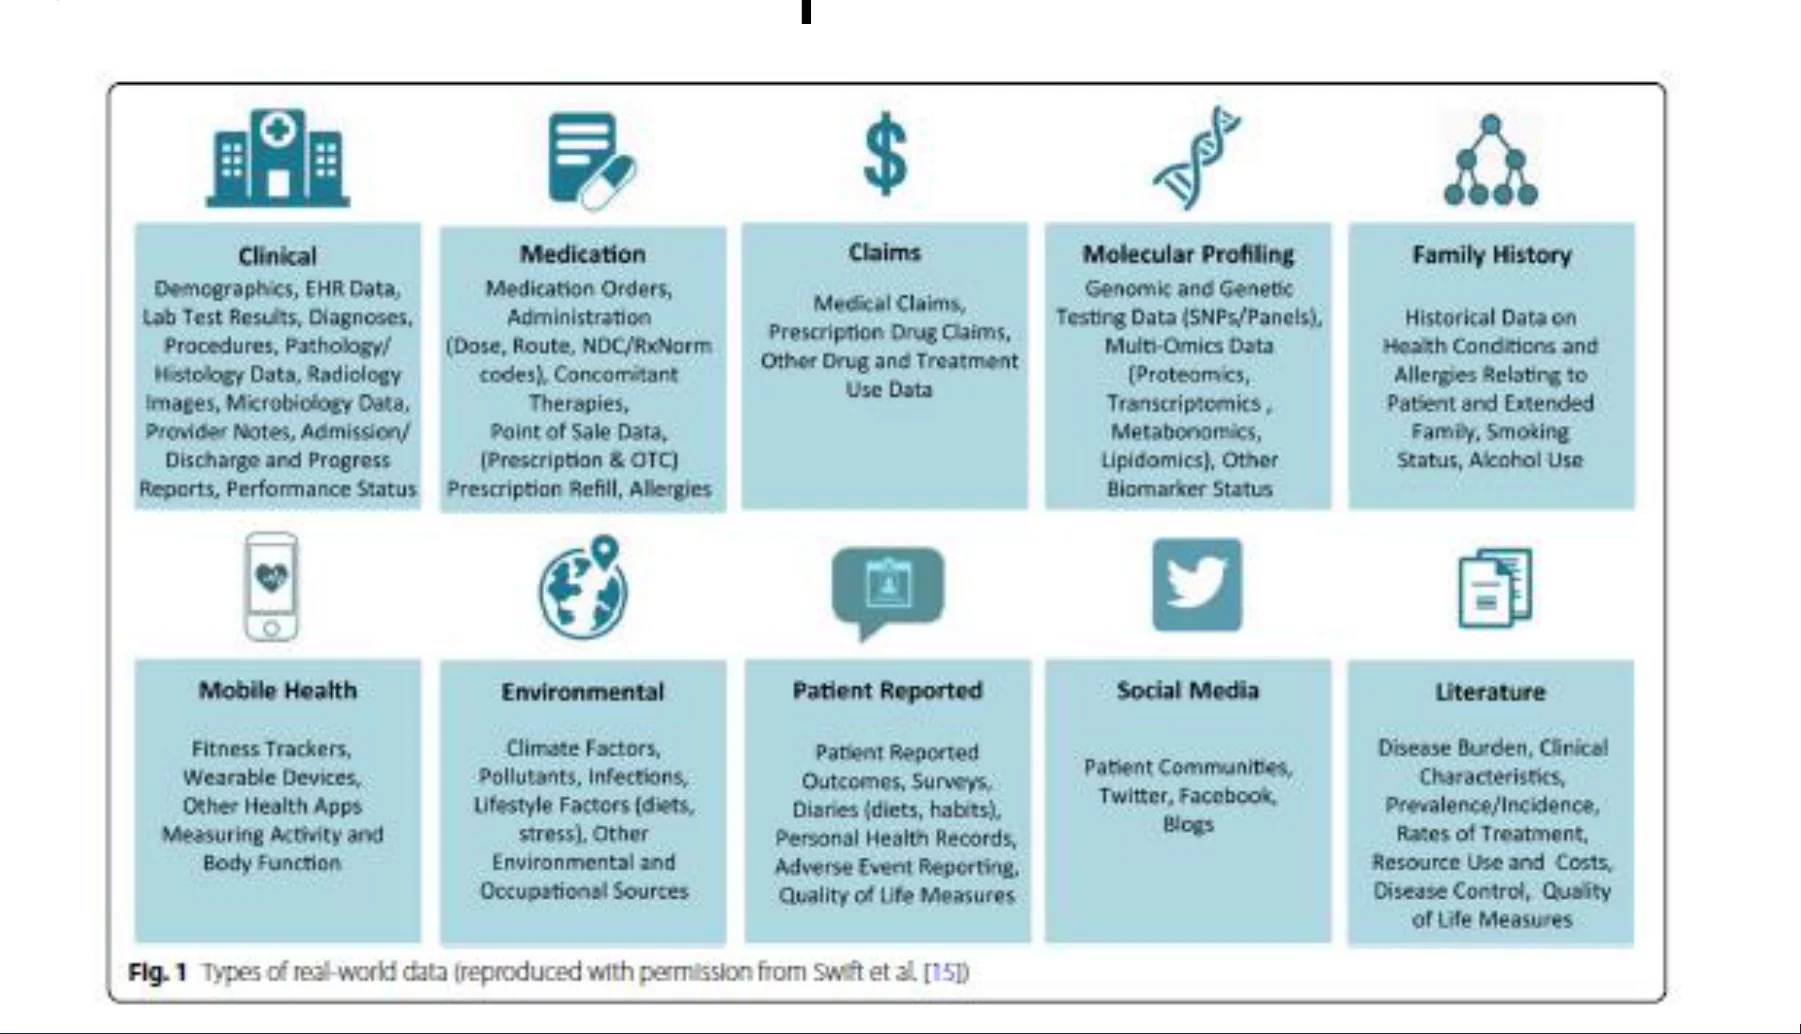 Clinical
Demographics, EHR Data,
Lab Test Results, Diagnoses,
Procedures, Pathology/
Histology Data, Radiology
Images, Microbiology Data,
Provider Notes, Admission/
Discharge and Progress
Reports, Performance Status
Medication
Medication Orders,
Administration
(Dose, Route, NDC/RxNorm
codes), Concomitant
Therapies,
Point of Sale Data,
(Prescription & OTC)
Prescription Refill, Allergies
Claims
Medical Claims,
Prescription Drug Claims,
Other Drug and Treatment
Use Data
Molecular Profiling
Genomic and Genetic
Testing Data (SNPs/Panels),
Multi-Omics Data
(Proteomics,
Transcriptomics ,
Metabonomics,
Lipidomics), Other
Biomarker Status
Family History
Historical Data on
Health Conditions and
Allergies Relating to
Patient and Extended
Family, Smoking
Status, Alcohol Use
Mobile Health
Fitness Trackers,
Wearable Devices,
Other Health Apps
Measuring Activity and
Body Function
Environmental
Climate Factors,
Pollutants, Infections,
Lifestyle Factors (diets,
stress), Other
Environmental and
Occupational Sources
Patient Reported
Patient Reported
Outcomes, Surveys,
Diaries (diets, habits),
Personal Health Records,
Adverse Event Reporting,
Quality of Life Measures
Social Media
Patient Communities,
Twitter, Facebook,
Blogs
Literature
Disease Burden, Clinical
Characteristics,
Prevalence/Incidence,
Rates of Treatment,
Resource Use and Costs,
Disease Control, Quality
of Life Measures
Fig. 1 Types of real-world data (reproduced with permission from Swift et al. [15])